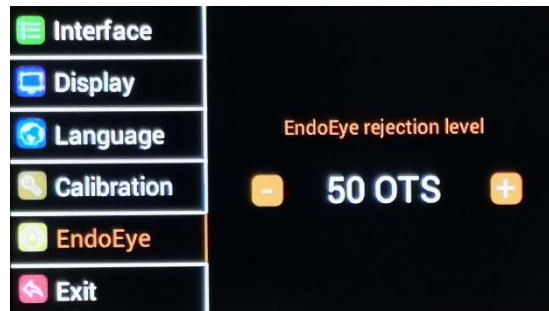 Interface
Display
Language
Calibration
EndoEye
Exit
EndoEye rejection level
- 50 OTS +